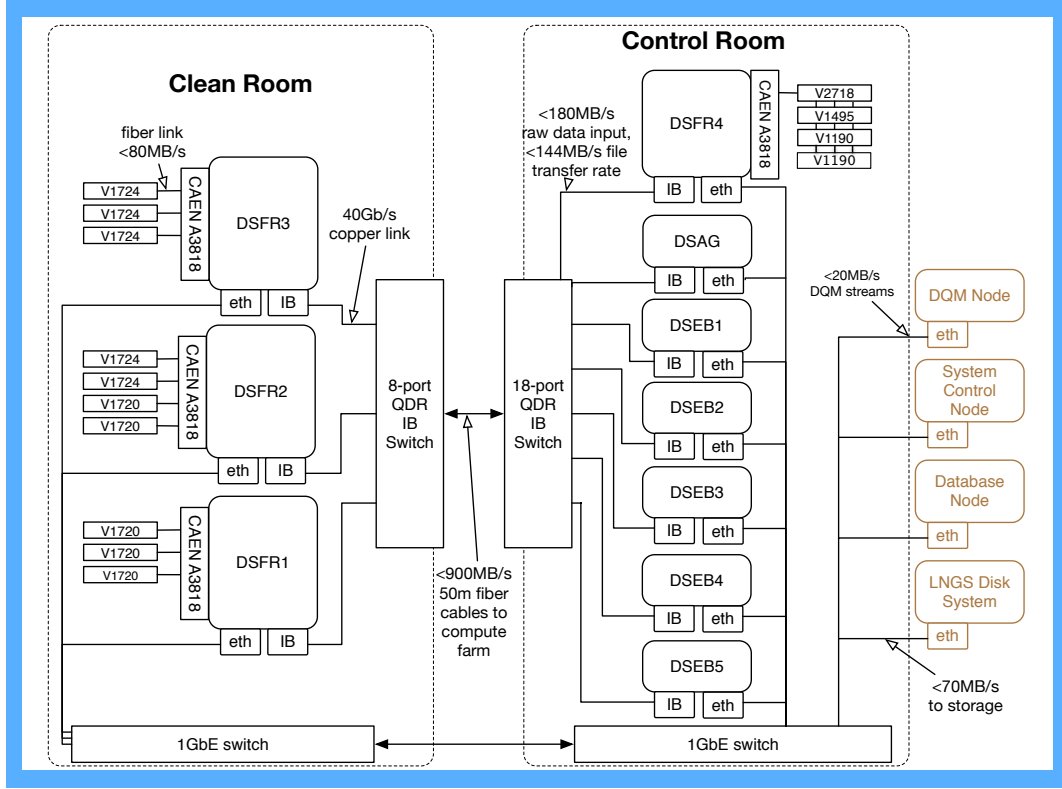 Clean Room
Control Room
fiber link
<80MB/s
V1724
V1724
V1724
CAEN A3818
DSFR3
eth
IB
40Gb/s
copper link
V1724
V1724
V1720
V1720
CAEN A3818
DSFR2
eth
IB
V1720
V1720
V1720
CAEN A3818
DSFR1
eth
IB
8-port
QDR
IB
Switch
<900MB/s
50m fiber
cables to
compute
farm
18-port
QDR
IB
Switch
<180MB/s
raw data input,
<144MB/s file
transfer rate
DSFR4
CAEN A3818
V2718
V1495
V1190
V1190
IB
eth
DSAG
IB
eth
DSEB1
IB
eth
DSEB2
IB
eth
DSEB3
IB
eth
DSEB4
IB
eth
DSEB5
IB
eth
<20MB/s
DQM streams
DQM Node
eth
System
Control
Node
eth
Database
Node
eth
LNGS Disk
System
eth
<70MB/s
to storage
1GbE switch
1GbE switch